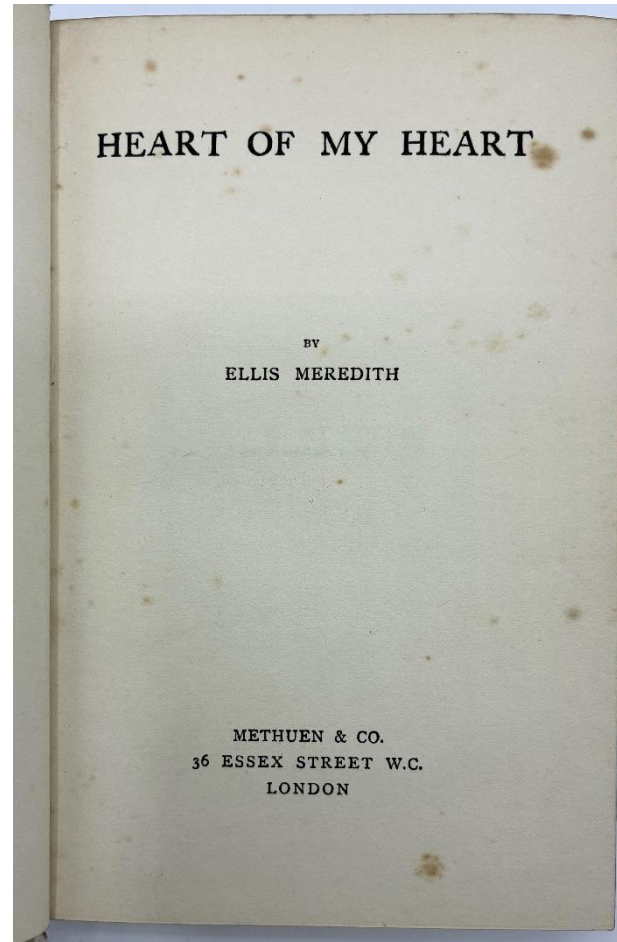 HEART OF MY HEART
BY
ELLIS MEREDITH
METHUEN & CO.
36 ESSEX STREET W.C.
LONDON